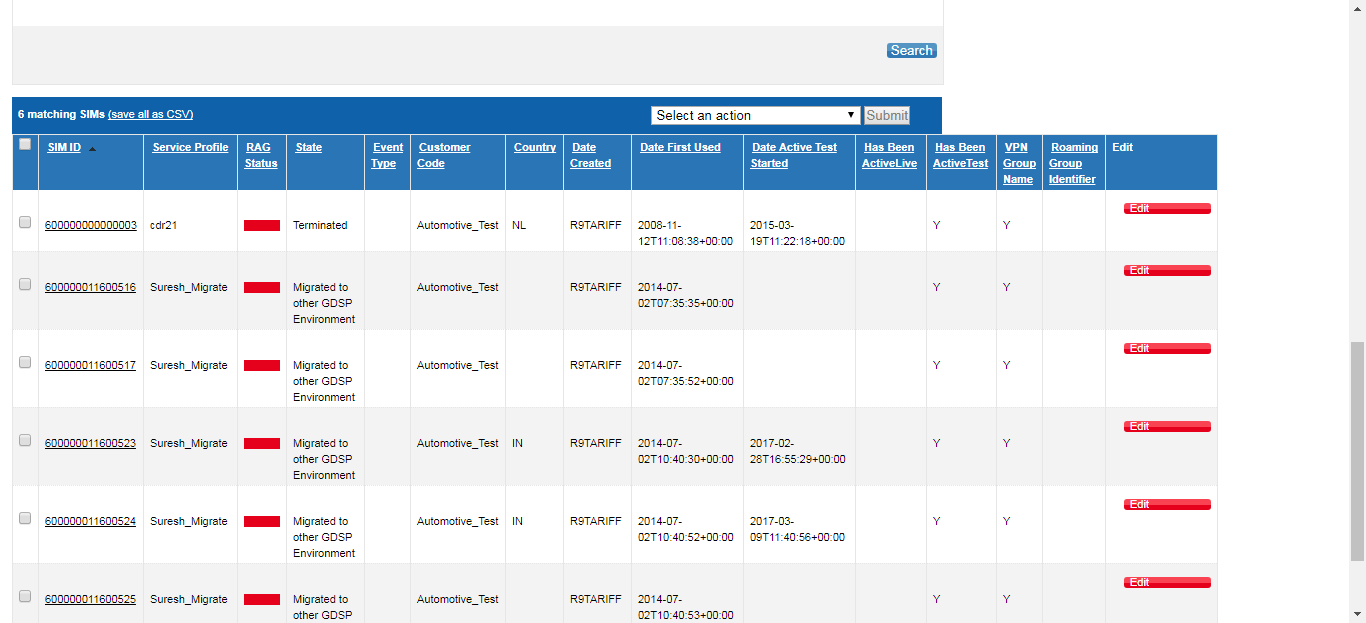 Search
6 matching SIMs (save all as CSV) Select an action Submit
SIM ID Service Profile RAG State Event Customer Country Date Date First Used Date Active Test Has Been Has Been VPN Roaming Edit
Status Type Code Created Started ActiveLive ActiveTest Group Group
Name Identifier
Edit
600000000000003 cdr21 Terminated Automotive_Test NL R9TARIFF 2008-11- 2015-03- Y Y
12T11:08:38+00:00 19T11:22:18+00:00
Edit
600000011600516 Suresh_Migrate Migrated to Automotive_Test R9TARIFF 2014-07- Y Y
other GDSP 02T07:35:35+00:00
Environment
Edit
600000011600517 Suresh_Migrate Migrated to Automotive_Test R9TARIFF 2014-07- Y Y
other GDSP 02T07:35:52+00:00
Environment
Edit
600000011600523 Suresh_Migrate Migrated to Automotive_Test IN R9TARIFF 2014-07- 2017-02- Y Y
other GDSP 02T10:40:30+00:00 28T16:55:29+00:00
Environment
Edit
600000011600524 Suresh_Migrate Migrated to Automotive_Test IN R9TARIFF 2014-07- 2017-03- Y Y
other GDSP 02T10:40:52+00:00 09T11:40:56+00:00
Environment
Edit
600000011600525 Suresh_Migrate Migrated to Automotive_Test R9TARIFF 2014-07- Y Y
other GDSP 02T10:40:53+00:00